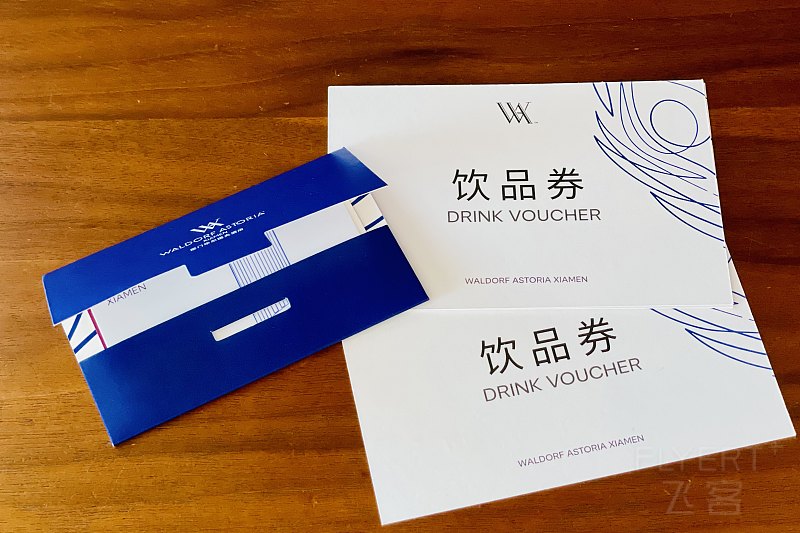 WALDORF ASTORIA
XIAMEN
XIAMEN
饮品券
DRINK VOUCHER
WALDORF ASTORIA XIAMEN
饮品券
DRINK VOUCHER
WALDORF ASTORIA XIAMEN
FLYERT
飞客